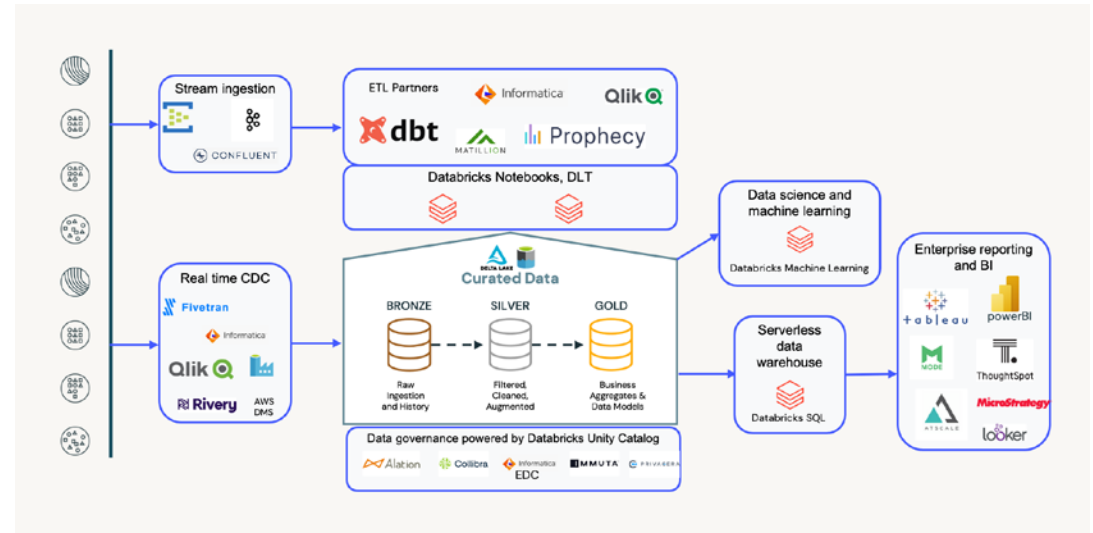 Stream ingestion
CONFLUENT
ETL Partners
Informatica
Qlik
dbt
MATILLION
Prophecy
Databricks Notebooks, DLT
Real time CDC
Fivetran
Informatica
Qlik
Rivery
AWS
DMS
DELTA LAKE
Curated Data
BRONZE
SILVER
GOLD
Raw
Ingestion
and History
Filtered,
Cleaned,
Augmented
Business
Aggregates &
Data Models
Data governance powered by Databricks Unity Catalog
Alation
Collibra
Informatica
EDC
IMMUTA
PRIVACERA
Data science and
machine learning
Databricks Machine Learning
Serverless
data
warehouse
Databricks SQL
Enterprise reporting
and BI
+ a b l e a u
powerBI
MODE
ThoughtSpot
ATSCALE
MicroStrategy
looker